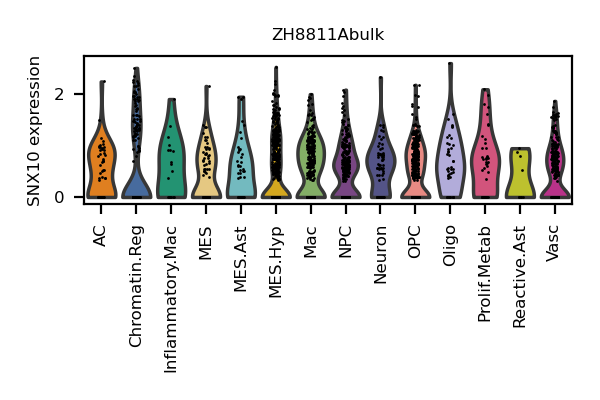 ZH8811Abulk
SNX10 expression
2
0
AC
Chromatin.Reg
Inflammatory.Mac
MES
MES.Ast
MES.Hyp
Mac
NPC
Neuron
OPC
Oligo
Prolif.Metab
Reactive.Ast
Vasc